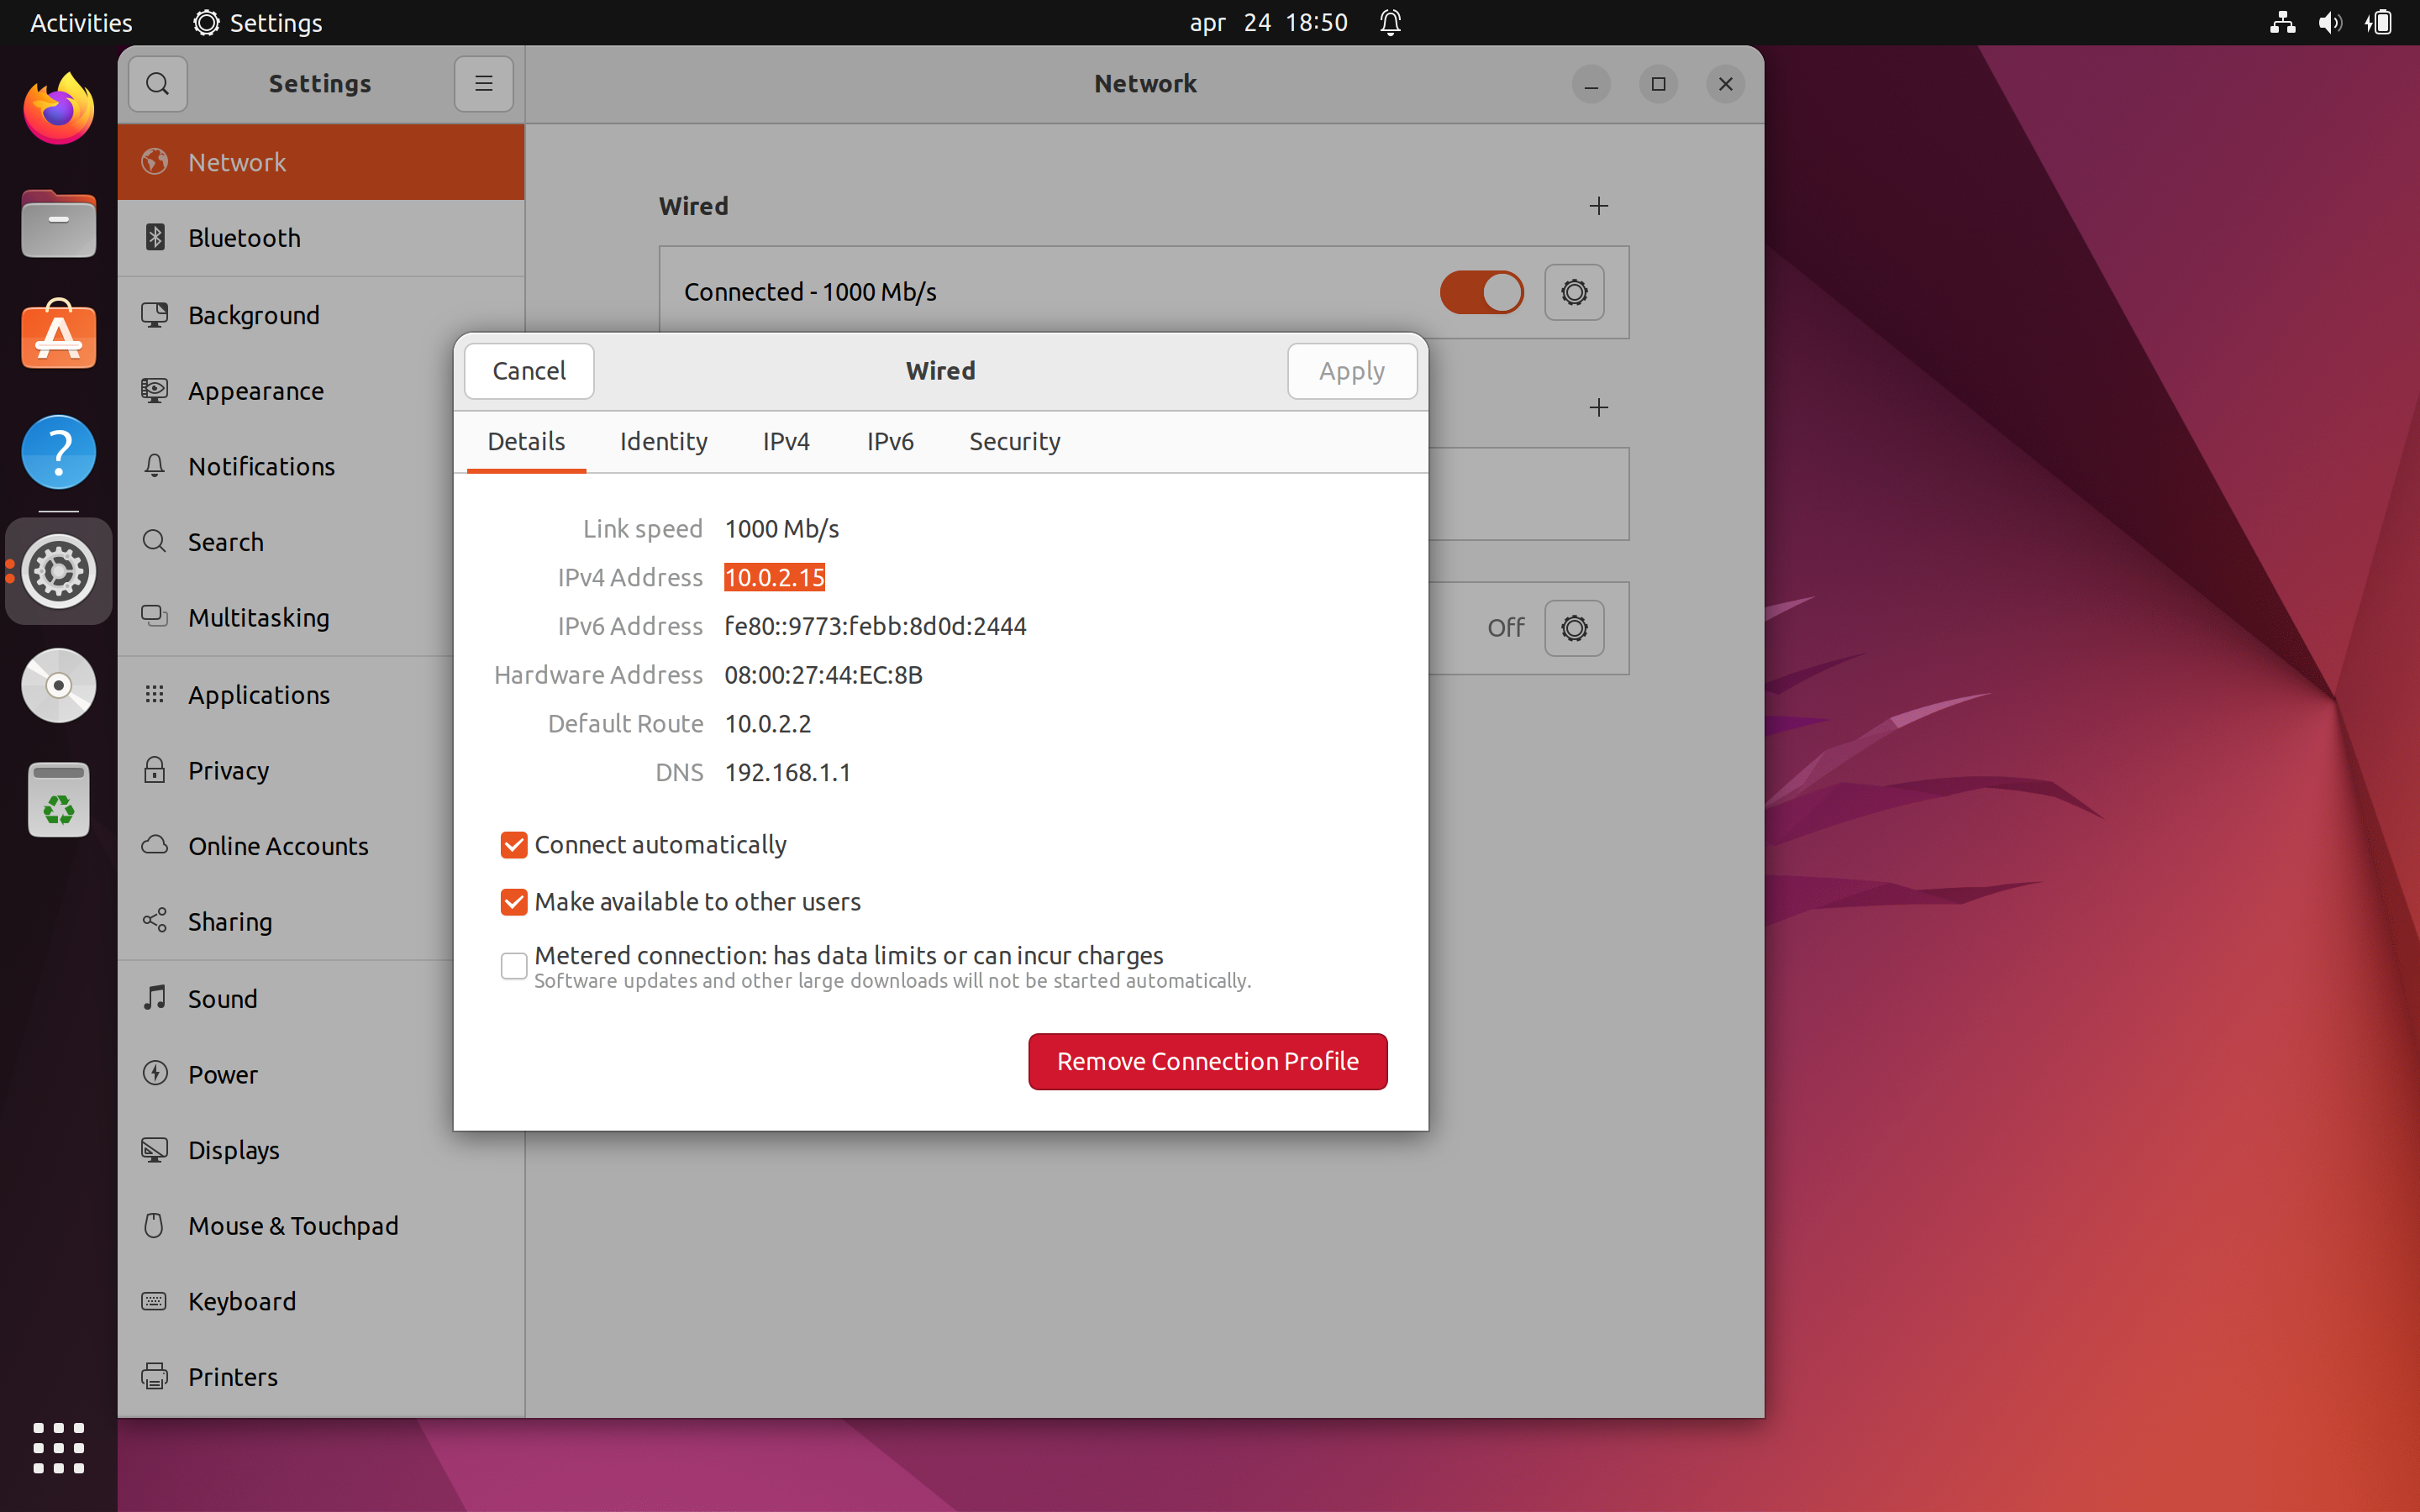 Activities
Settings
apr 24 18:50
Settings
Network
Network
Bluetooth
Background
Appearance
Notifications
Search
Multitasking
Applications
Privacy
Online Accounts
Sharing
Sound
Power
Displays
Mouse & Touchpad
Keyboard
Printers
Wired
Connected - 1000 Mb/s
Off
Cancel
Wired
Apply
Details Identity IPv4 IPv6 Security
Link speed 1000 Mb/s
IPv4 Address 10.0.2.15
IPv6 Address fe80::9773:febb:8d0d:2444
Hardware Address 08:00:27:44:EC:8B
Default Route 10.0.2.2
DNS 192.168.1.1
Connect automatically
Make available to other users
Metered connection: has data limits or can incur charges
Software updates and other large downloads will not be started automatically.
Remove Connection Profile